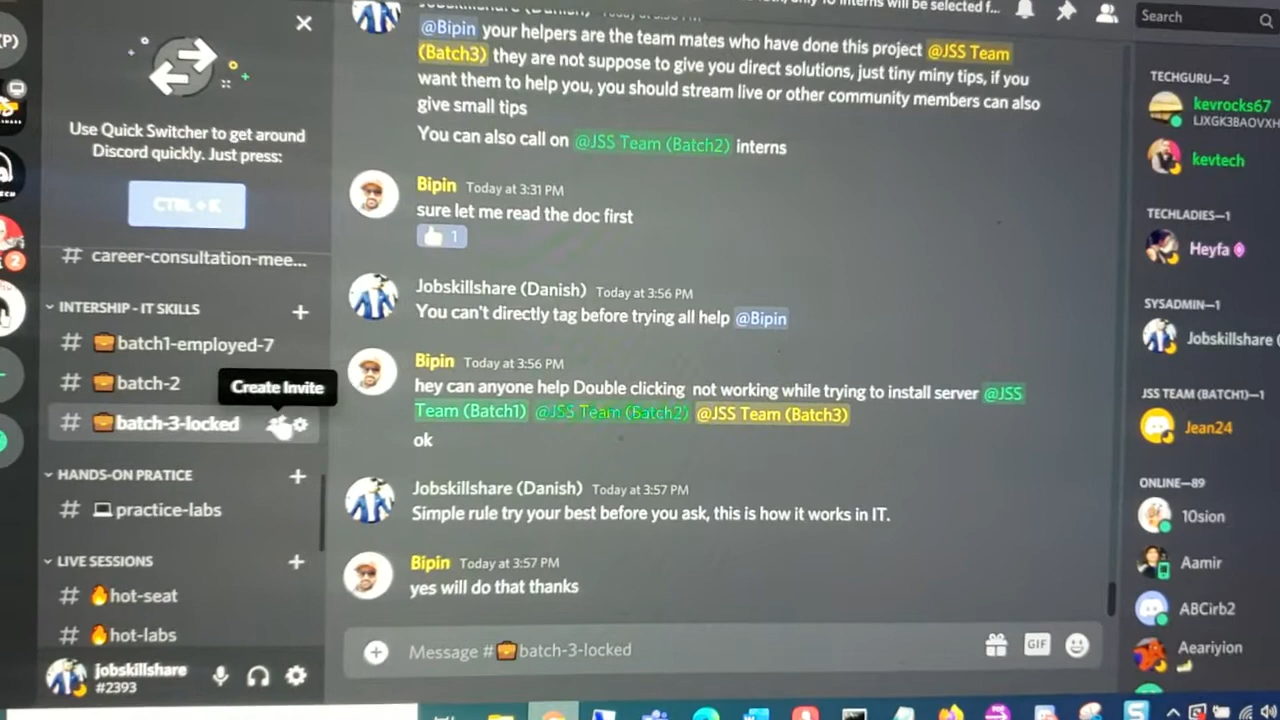 (P)
2
Use Quick Switcher to get around
Discord quickly. Just press:
CTRL + K
# career-consultation-mee...
INTERSHIP - IT SKILLS +
# batch1-employed-7
# batch-2
Create Invite
# batch-3-locked
HANDS-ON PRATICE +
# practice-labs
LIVE SESSIONS +
# hot-seat
# hot-labs
jobskillshare
#2393
will be selected f...
Jobskillshare (Danish)
@Bipin your helpers are the team mates who have done this project @JSS Team
(Batch3) they are not suppose to give you direct solutions, just tiny miny tips, if you
want them to help you, you should stream live or other community members can also
give small tips
You can also call on @JSS Team (Batch2) interns
Bipin Today at 3:31 PM
sure let me read the doc first
1
Jobskillshare (Danish) Today at 3:56 PM
You can't directly tag before trying all help @Bipin
Bipin Today at 3:56 PM
hey can anyone help Double clicking not working while trying to install server @JSS
Team (Batch1) @JSS Team (Batch2) @JSS Team (Batch3)
ok
Jobskillshare (Danish) Today at 3:57 PM
Simple rule try your best before you ask, this is how it works in IT.
Bipin Today at 3:57 PM
yes will do that thanks
Message # batch-3-locked
GIF
Search
TECHGURU—2
kevrocks67
LJXGK3BAOVXH
kevtech
TECHLADIES—1
Heyfa
SYSADMIN—1
Jobskillshare (
JSS TEAM (BATCH1)—1
Jean24
ONLINE—89
10sion
Aamir
ABCirb2
Aeariyion